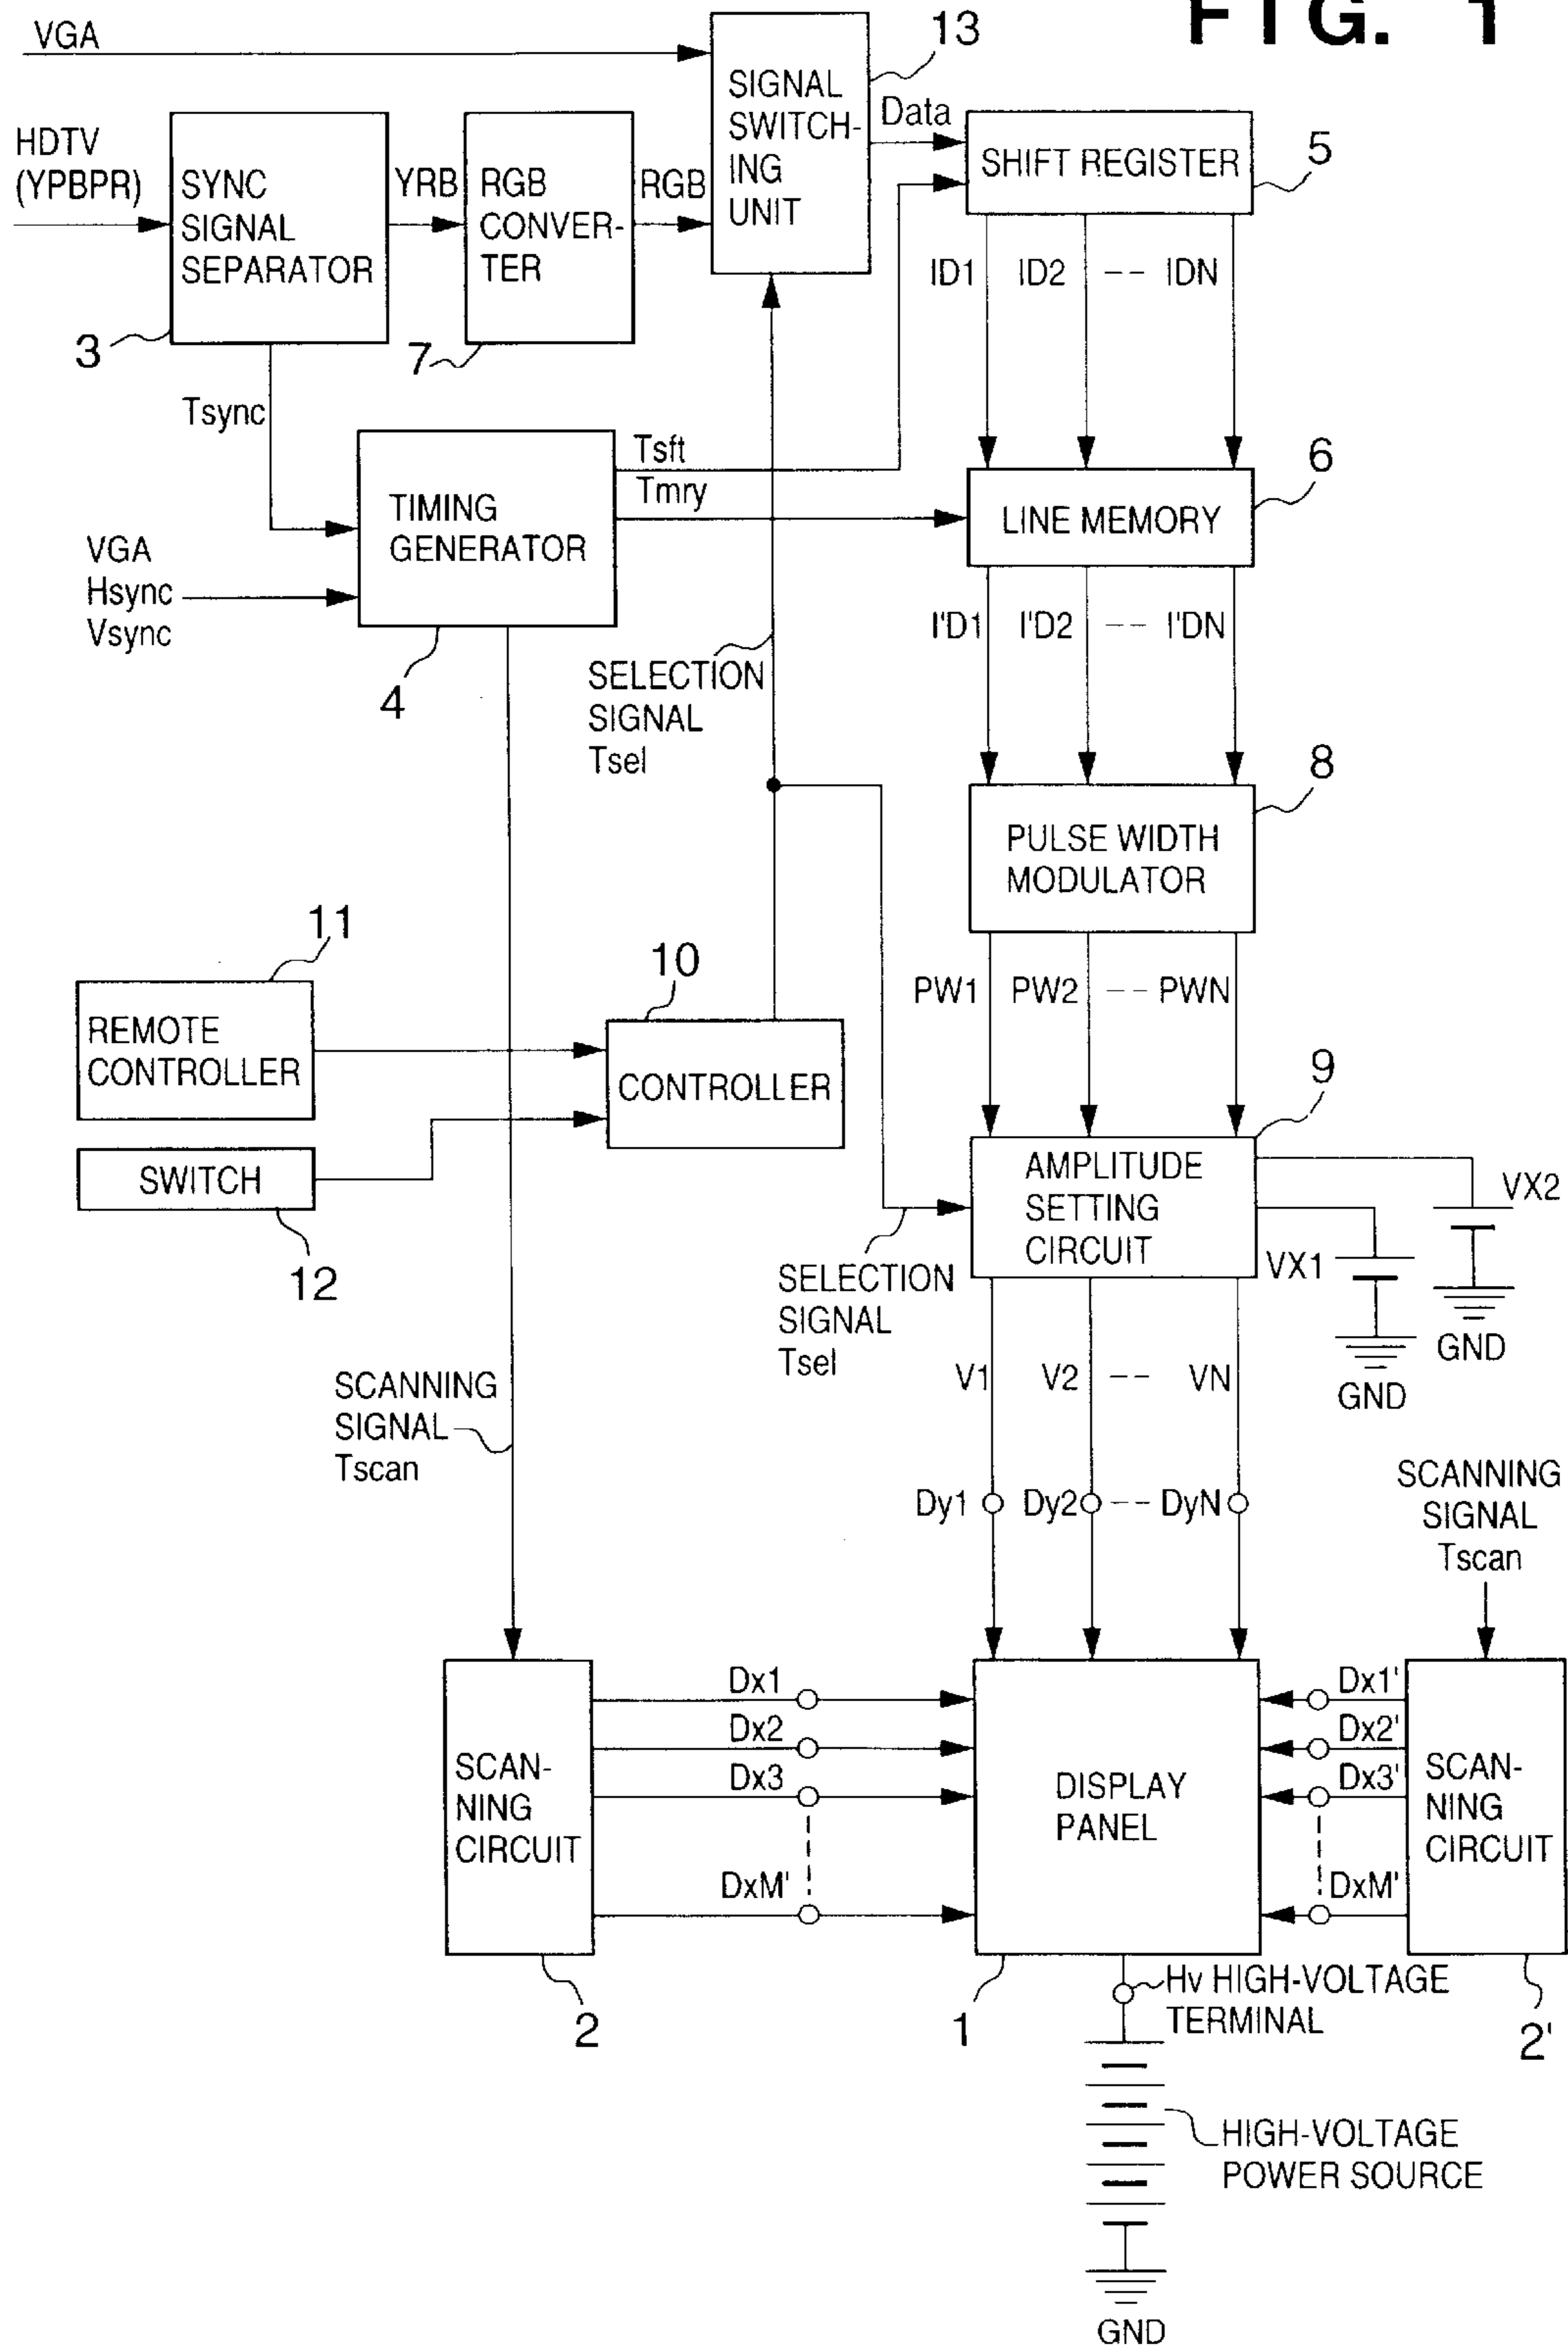 FIG. 1
VGA
13
SIGNAL
SWITCH-
ING
UNIT
Data
HDTV
(YPBPR)
SYNC
SIGNAL
SEPARATOR
YRB
RGB
CONVER-
TER
RGB
SHIFT REGISTER
5
3
7
ID1 ID2 -- IDN
Tsync
Tsft
Tmry
TIMING
GENERATOR
6
LINE MEMORY
VGA
Hsync
Vsync
4
I'D1 I'D2 -- I'DN
SELECTION
SIGNAL
Tsel
8
PULSE WIDTH
MODULATOR
11
REMOTE
CONTROLLER
10
CONTROLLER
PW1 PW2 -- PWN
SWITCH
12
9
AMPLITUDE
SETTING
CIRCUIT
VX2
VX1
GND
GND
SELECTION
SIGNAL
Tsel
V1 V2 -- VN
SCANNING
SIGNAL
Tscan
Dy1 Dy2 -- DyN
SCANNING
SIGNAL
Tscan
SCAN-
NING
CIRCUIT
Dx1
Dx2
Dx3
DxM'
DISPLAY
PANEL
Dx1'
Dx2'
Dx3'
DxM'
SCAN-
NING
CIRCUIT
2
1
2'
Hv HIGH-VOLTAGE
TERMINAL
HIGH-VOLTAGE
POWER SOURCE
GND